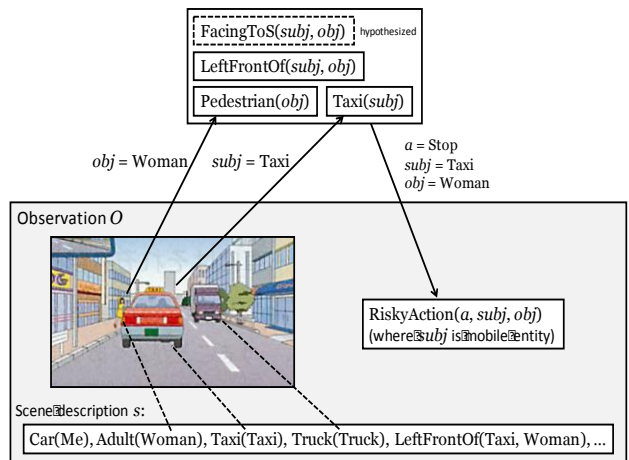 FacingToS(subj, obj) hypothesized
LeftFrontOf(subj, obj)
Pedestrian(obj) Taxi(subj)
obj = Woman
subj = Taxi
a = Stop
subj = Taxi
obj = Woman
Observation O
TAXI
RiskyAction(a, subj, obj)
(where subj is mobile entity)
Scene description s:
Car(Me), Adult(Woman), Taxi(Taxi), Truck(Truck), LeftFrontOf(Taxi, Woman), ...